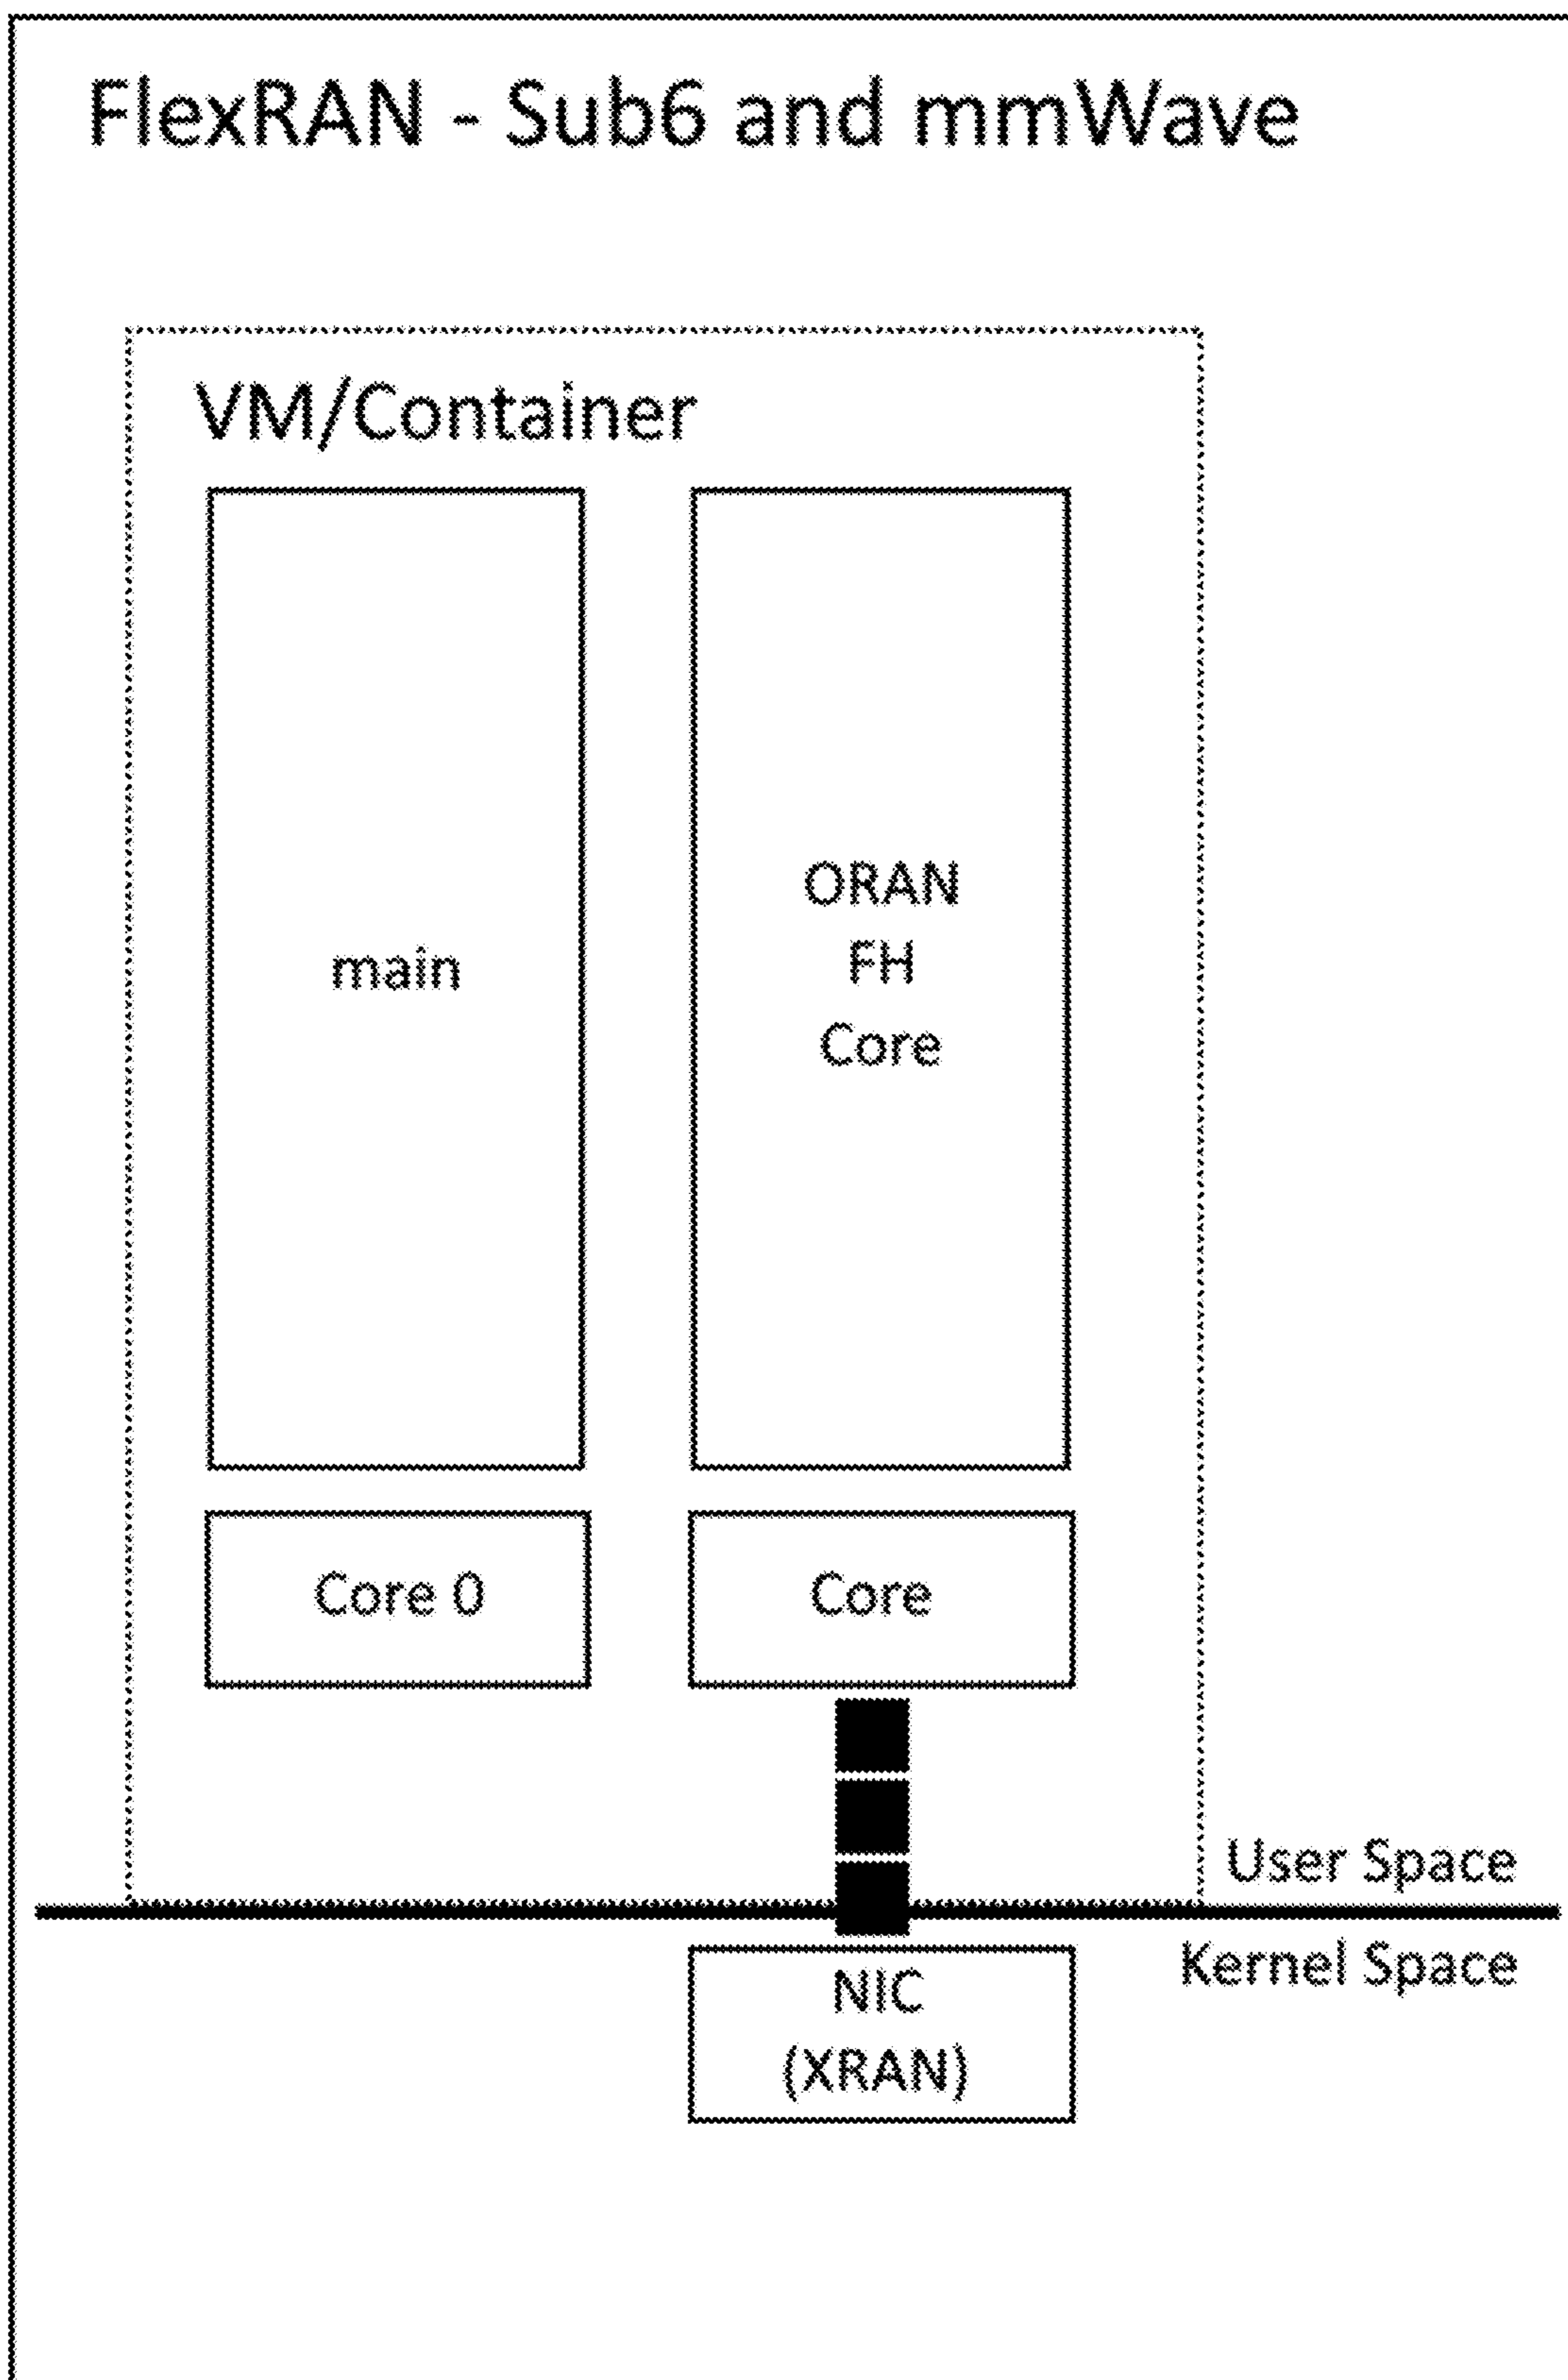 FlexRAN - Sub6 and mmWave
VM/Container
main
ORAN
FH
Core
Core 0
Core
User Space
Kernel Space
NIC
(XRAN)